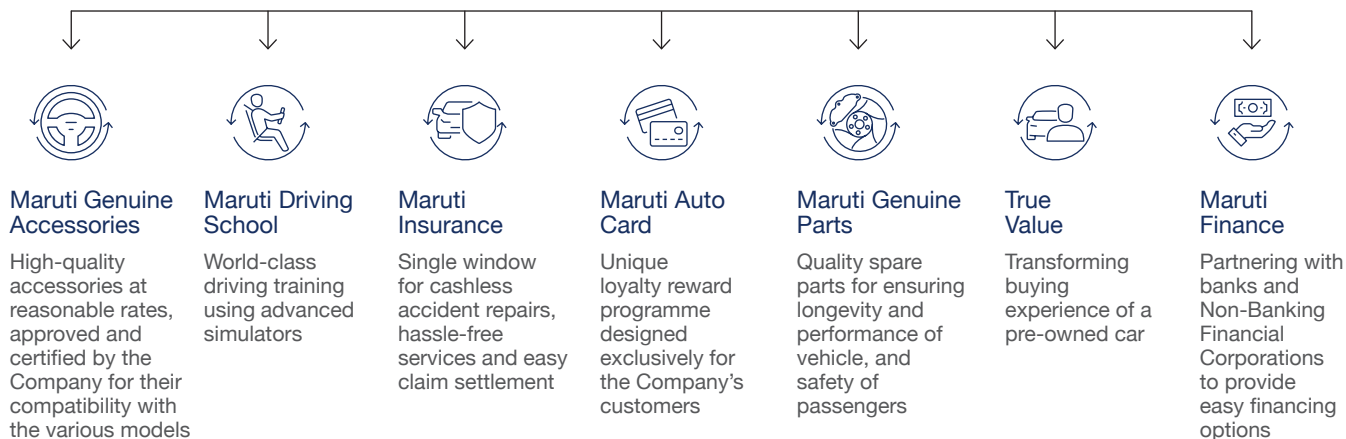 Maruti Genuine
Accessories
High-quality
accessories at
reasonable rates,
approved and
certified by the
Company for their
compatibility with
the various models
Maruti Driving
School
World-class
driving training
using advanced
simulators
Maruti
Insurance
Single window
for cashless
accident repairs,
hassle-free
services and easy
claim settlement
Maruti Auto
Card
Unique
loyalty reward
programme
designed
exclusively for
the Company’s
customers
Maruti Genuine
Parts
Quality spare
parts for ensuring
longevity and
performance of
vehicle, and
safety of
passengers
True
Value
Transforming
buying
experience of a
pre-owned car
Maruti
Finance
Partnering with
banks and
Non-Banking
Financial
Corporations
to provide
easy financing
options